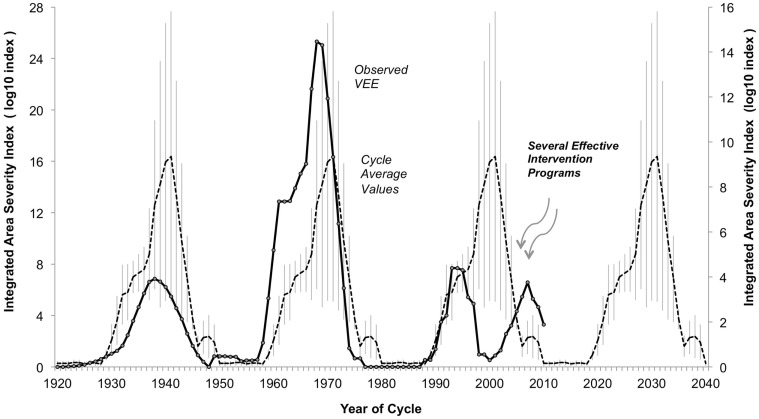 28
24
20
16
12
8
4
0
Integrated Area Severity Index ( log10 index )
16
14
12
10
8
6
4
2
0
Integrated Area Severity Index (log10 index)
Observed
VEE
Cycle
Average
Values
Several Effective
Intervention
Programs
1920 1930 1940 1950 1960 1970 1980 1990 2000 2010 2020 2030 2040
Year of Cycle